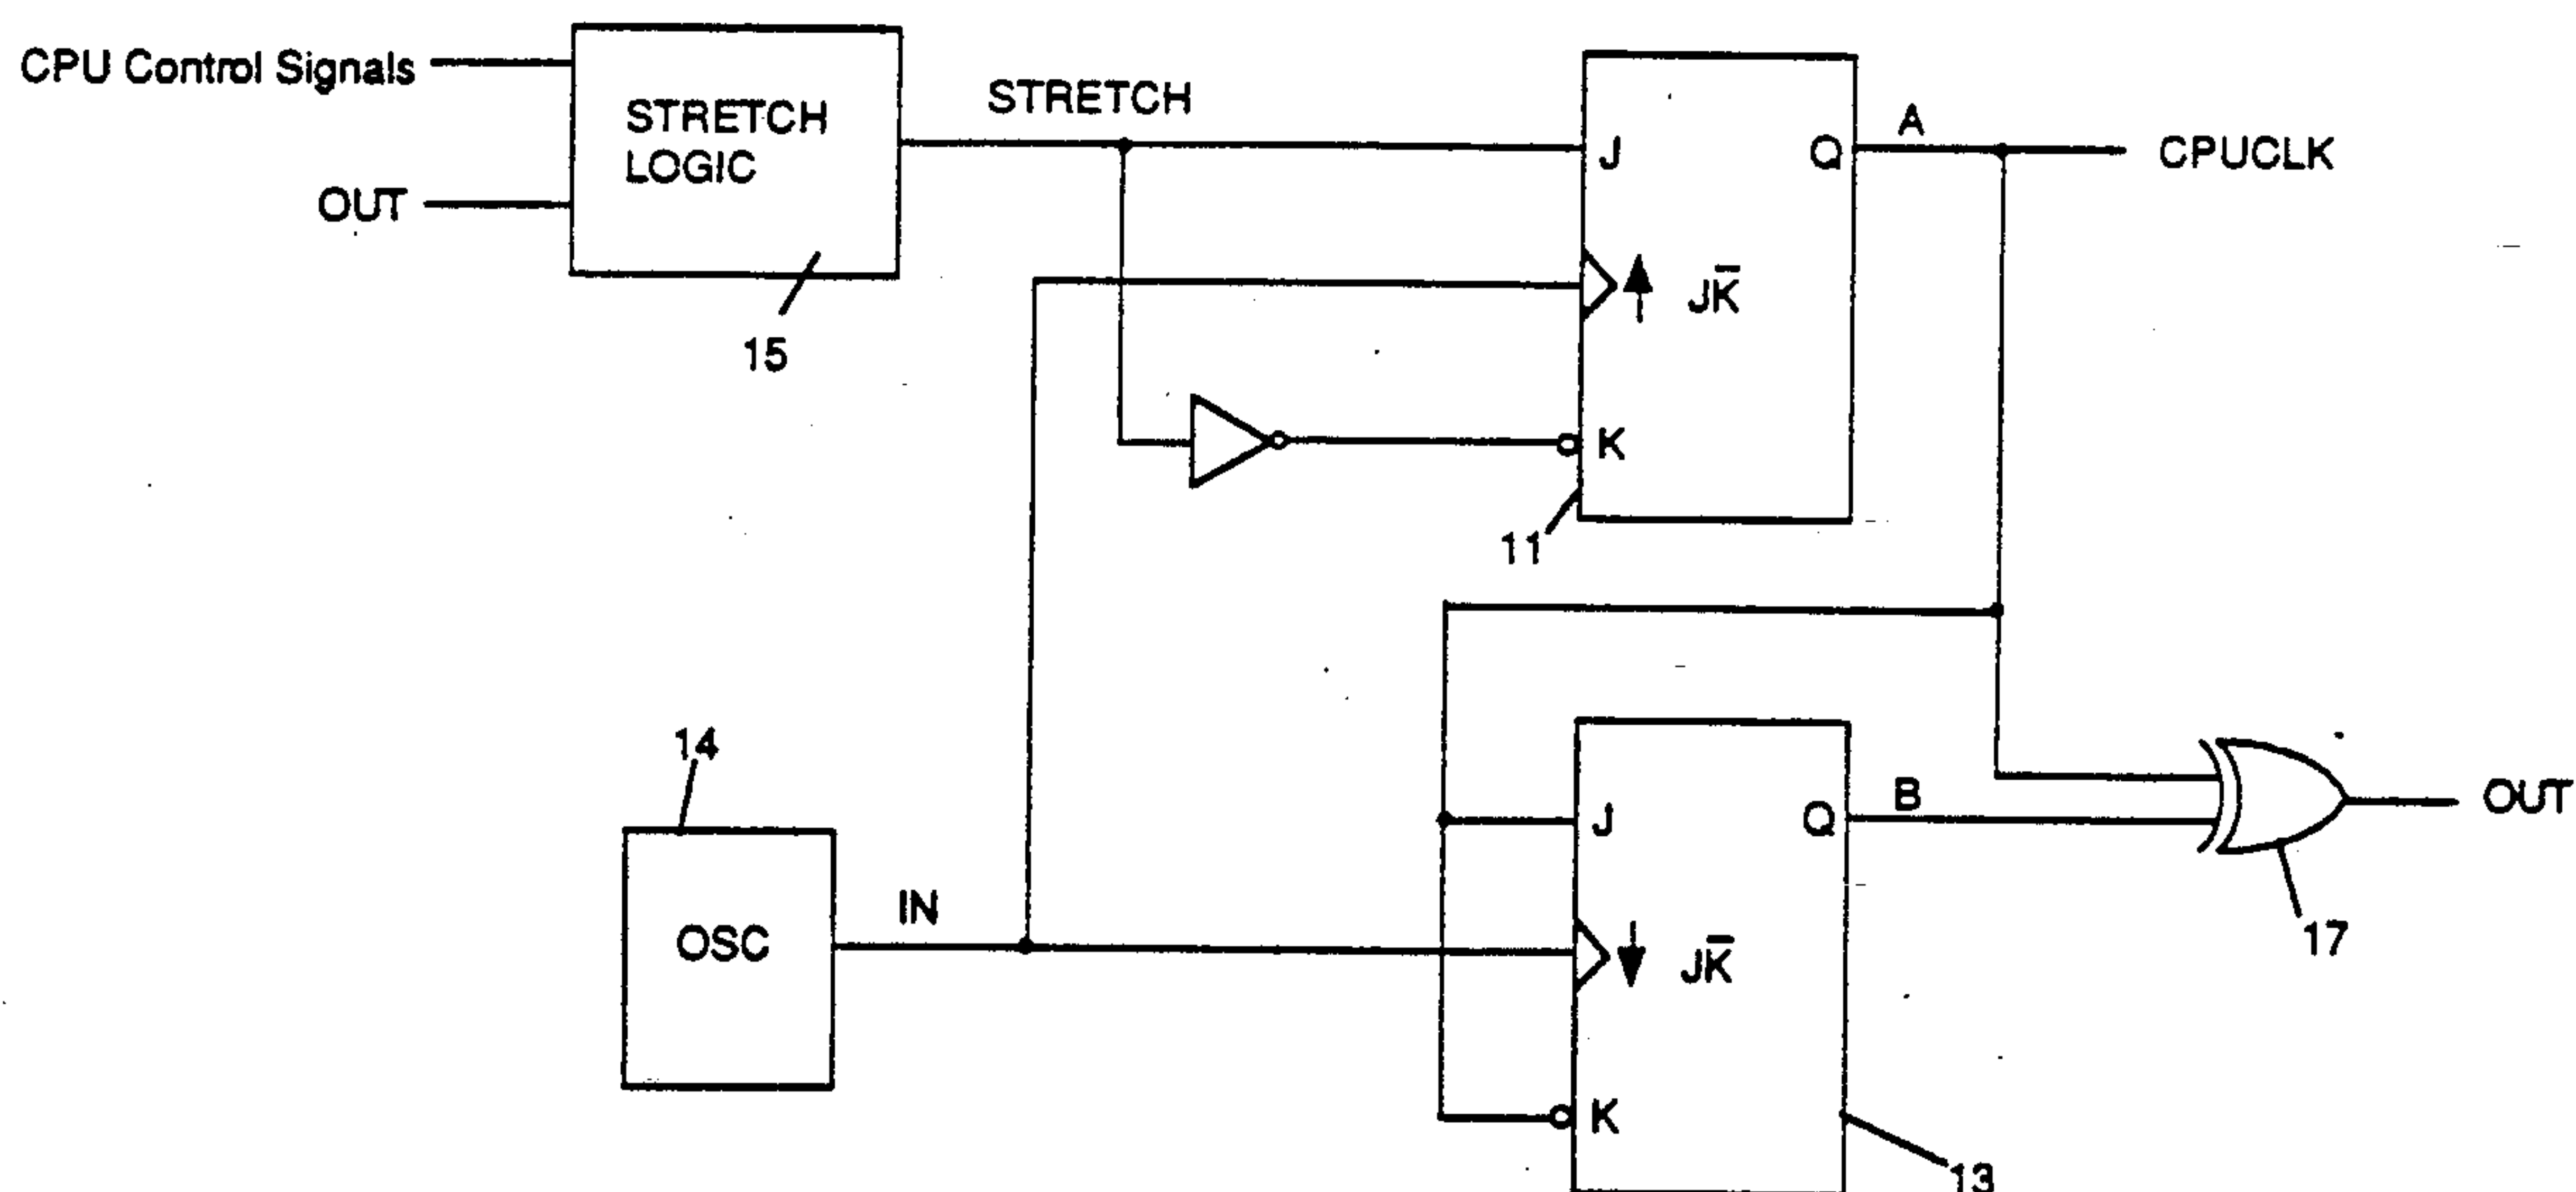 CPU Control Signals
STRETCH
LOGIC
OUT
15
STRETCH
J
Q
A
CPUCLK
JK̅
K
11
14
OSC
IN
J
Q
B
JK̅
K
13
17
OUT